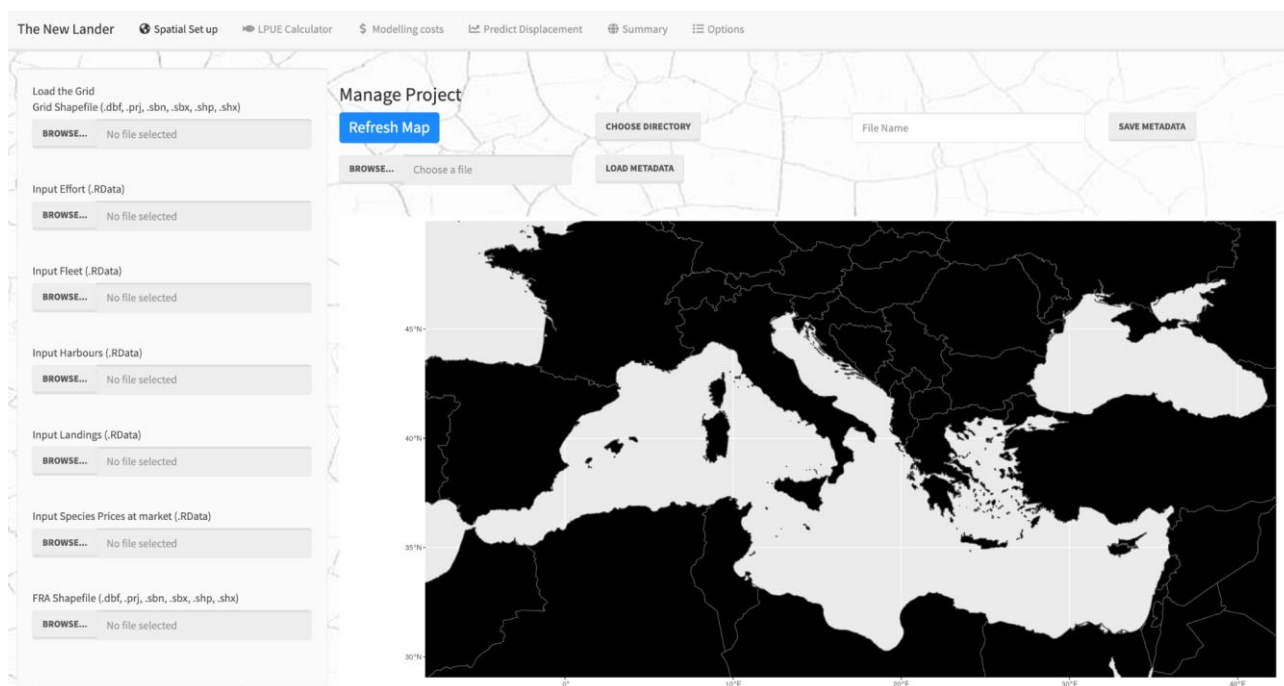 The New Lander Spatial Set up LPUE Calculator $ Modelling costs Predict Displacement Summary Options
Load the Grid
Grid Shapefile (.dbf, .prj, .sbn, .sbx, .shp, .shx)
BROWSE... No file selected
Input Effort (.RData)
BROWSE... No file selected
Input Fleet (.RData)
BROWSE... No file selected
Input Harbours (.RData)
BROWSE... No file selected
Input Landings (.RData)
BROWSE... No file selected
Input Species Prices at market (.RData)
BROWSE... No file selected
FRA Shapefile (.dbf, .prj, .sbn, .sbx, .shp, .shx)
BROWSE... No file selected
Manage Project
Refresh Map CHOOSE DIRECTORY File Name SAVE METADATA
BROWSE... Choose a file LOAD METADATA
45°N
40°N
35°N
30°N
0° 10°E 20°E 30°E 40°E